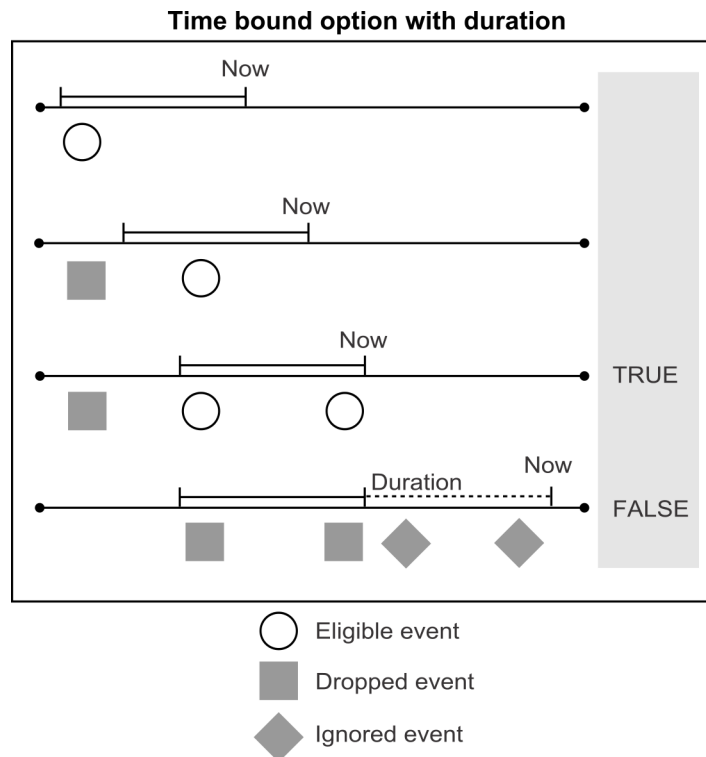 Time bound option with duration
Now
Now
Now
TRUE
Now
Duration
FALSE
Eligible event
Dropped event
Ignored event